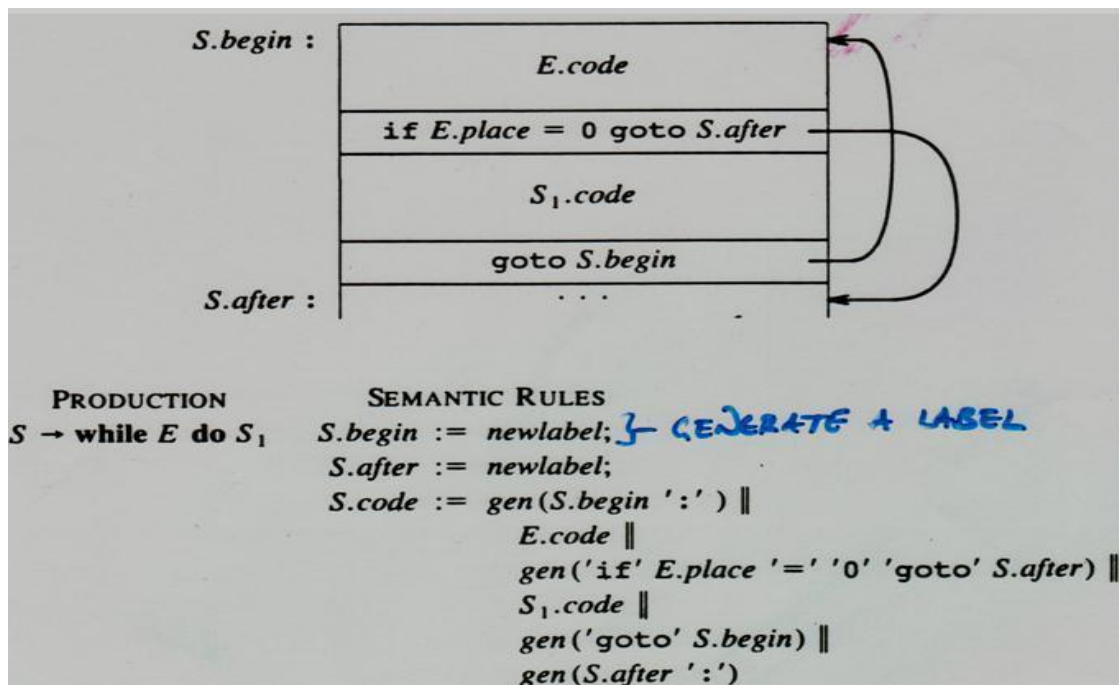 S.begin :
E.code
if E.place = 0 goto S.after
S₁.code
goto S.begin
S.after :
. . .
PRODUCTION SEMANTIC RULES
S → while E do S₁ S.begin := newlabel; }- GENERATE A LABEL
S.after := newlabel;
S.code := gen(S.begin ':') ‖
E.code ‖
gen('if' E.place '=' '0' 'goto' S.after) ‖
S₁.code ‖
gen('goto' S.begin) ‖
gen(S.after ':')